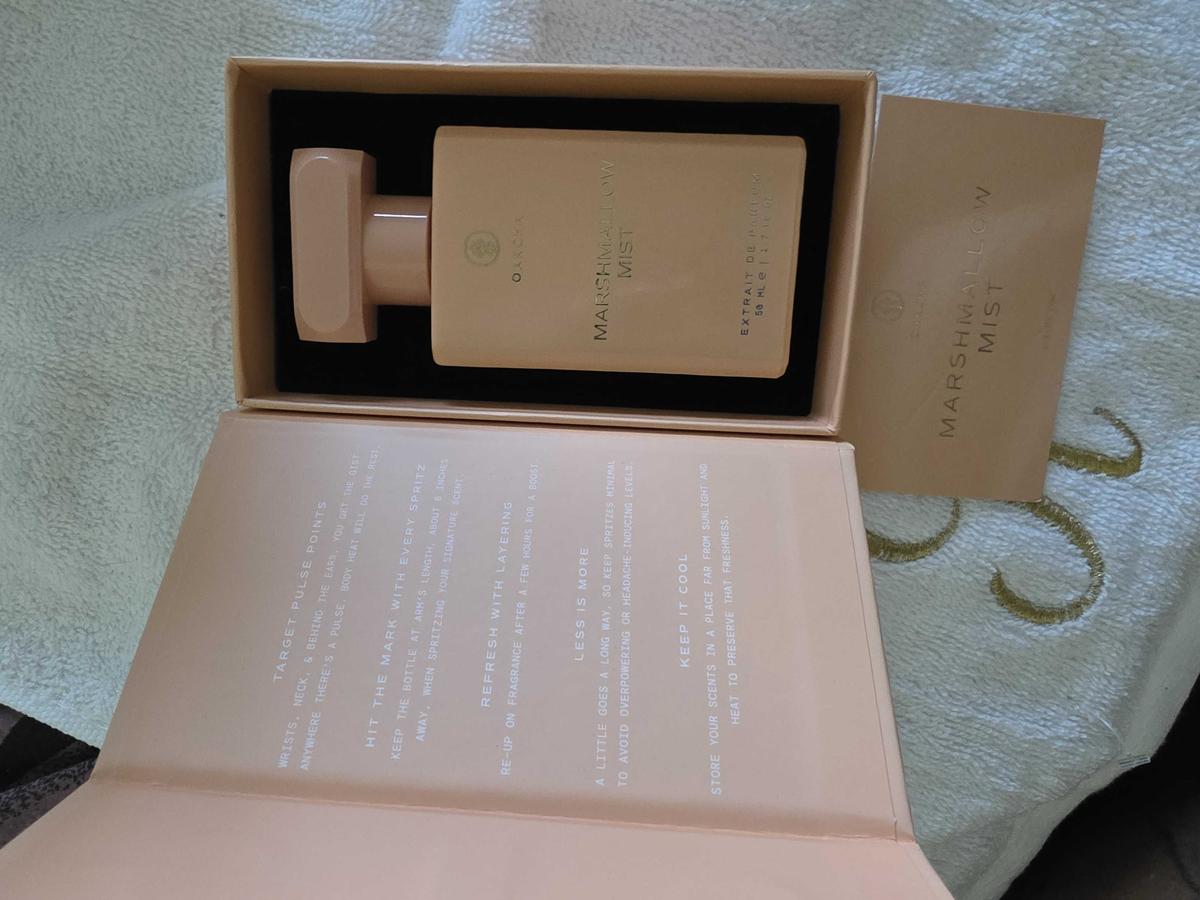 MARSHMALLOW
MIST
EXTRAIT DE PARFUM
50 ML ℮ | 1.7 FL OZ
MARSHMALLOW
MIST
TARGET PULSE POINTS
WRISTS, NECK, & BEHIND THE EARS, YOU GET THE GIST.
ANYWHERE THERE'S A PULSE, BODY HEAT WILL DO THE REST.
HIT THE MARK WITH EVERY SPRITZ
KEEP THE BOTTLE AT ARM'S LENGTH, ABOUT 6 INCHES
AWAY, WHEN SPRITZING YOUR SIGNATURE SCENT.
REFRESH WITH LAYERING
RE-UP ON FRAGRANCE AFTER A FEW HOURS FOR A BOOST.
LESS IS MORE
A LITTLE GOES A LONG WAY, SO KEEP SPRITZES MINIMAL
TO AVOID OVERPOWERING OR HEADACHE-INDUCING LEVELS.
KEEP IT COOL
STORE YOUR SCENTS IN A PLACE FAR FROM SUNLIGHT AND
HEAT TO PRESERVE THAT FRESHNESS.